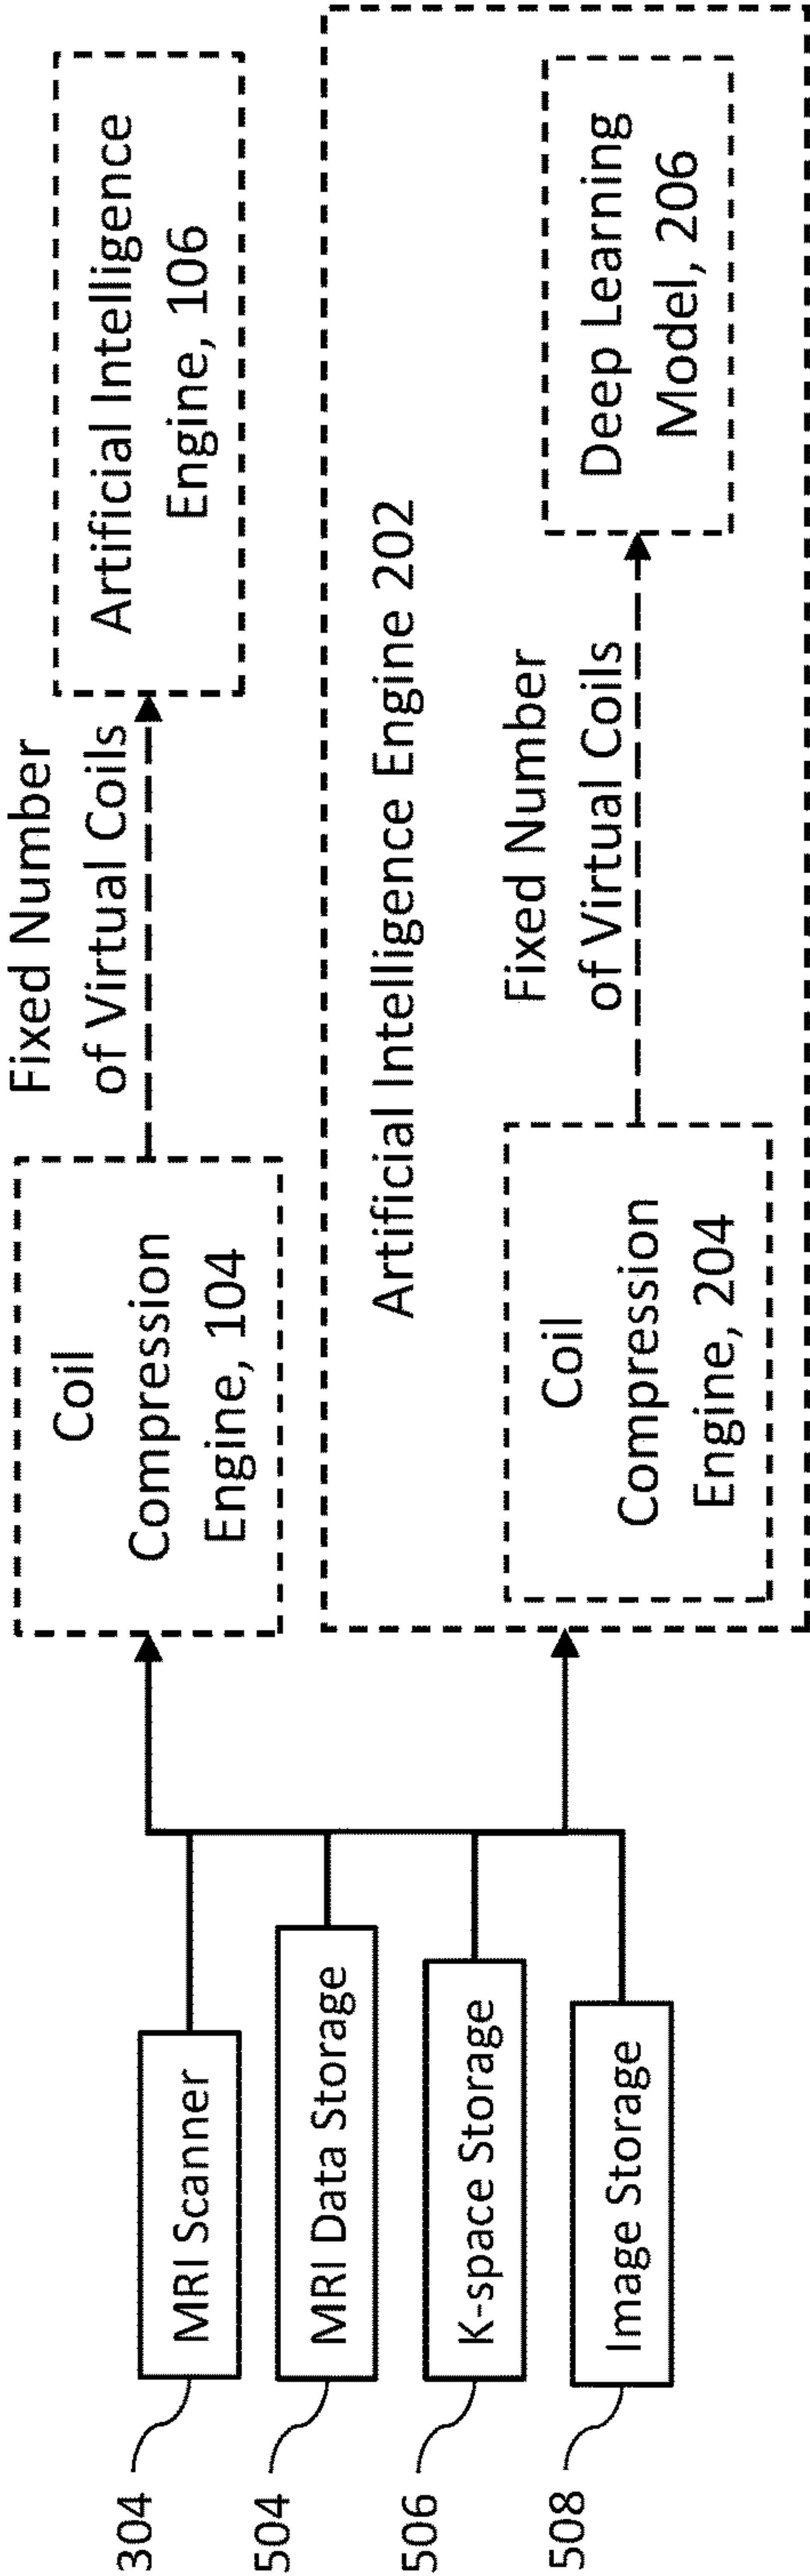 304
MRI Scanner
504
MRI Data Storage
506
K-space Storage
508
Image Storage
Coil
Compression
Engine, 104
Fixed Number
of Virtual Coils
Artificial Intelligence
Engine, 106
Artificial Intelligence Engine 202
Coil
Compression
Engine, 204
Fixed Number
of Virtual Coils
Deep Learning
Model, 206